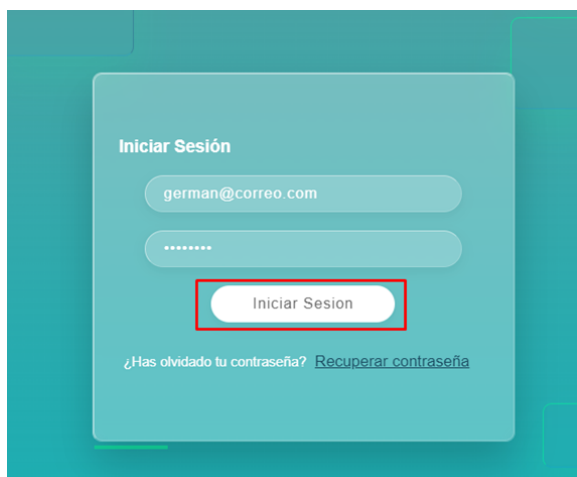 Iniciar Sesión
german@correo.com
••••••••
Iniciar Sesion
¿Has olvidado tu contraseña? Recuperar contraseña